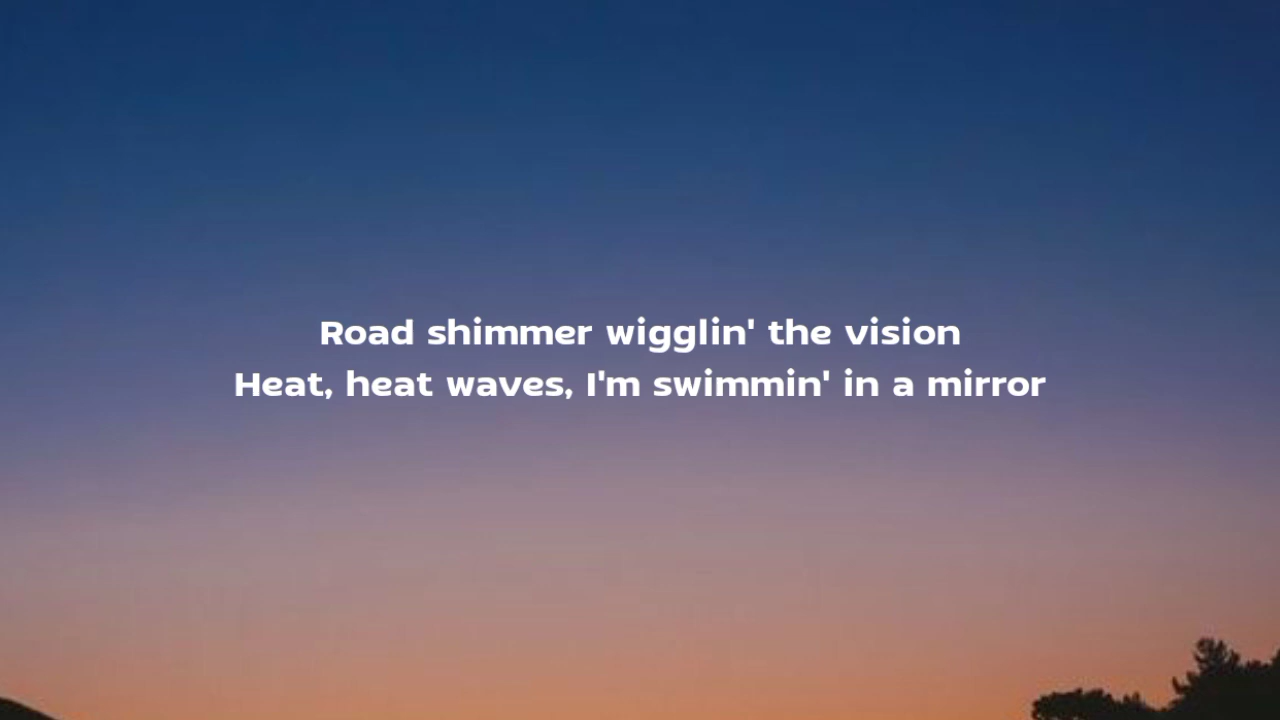 Road shimmer wigglin' the vision
Heat, heat waves, I'm swimmin' in a mirror